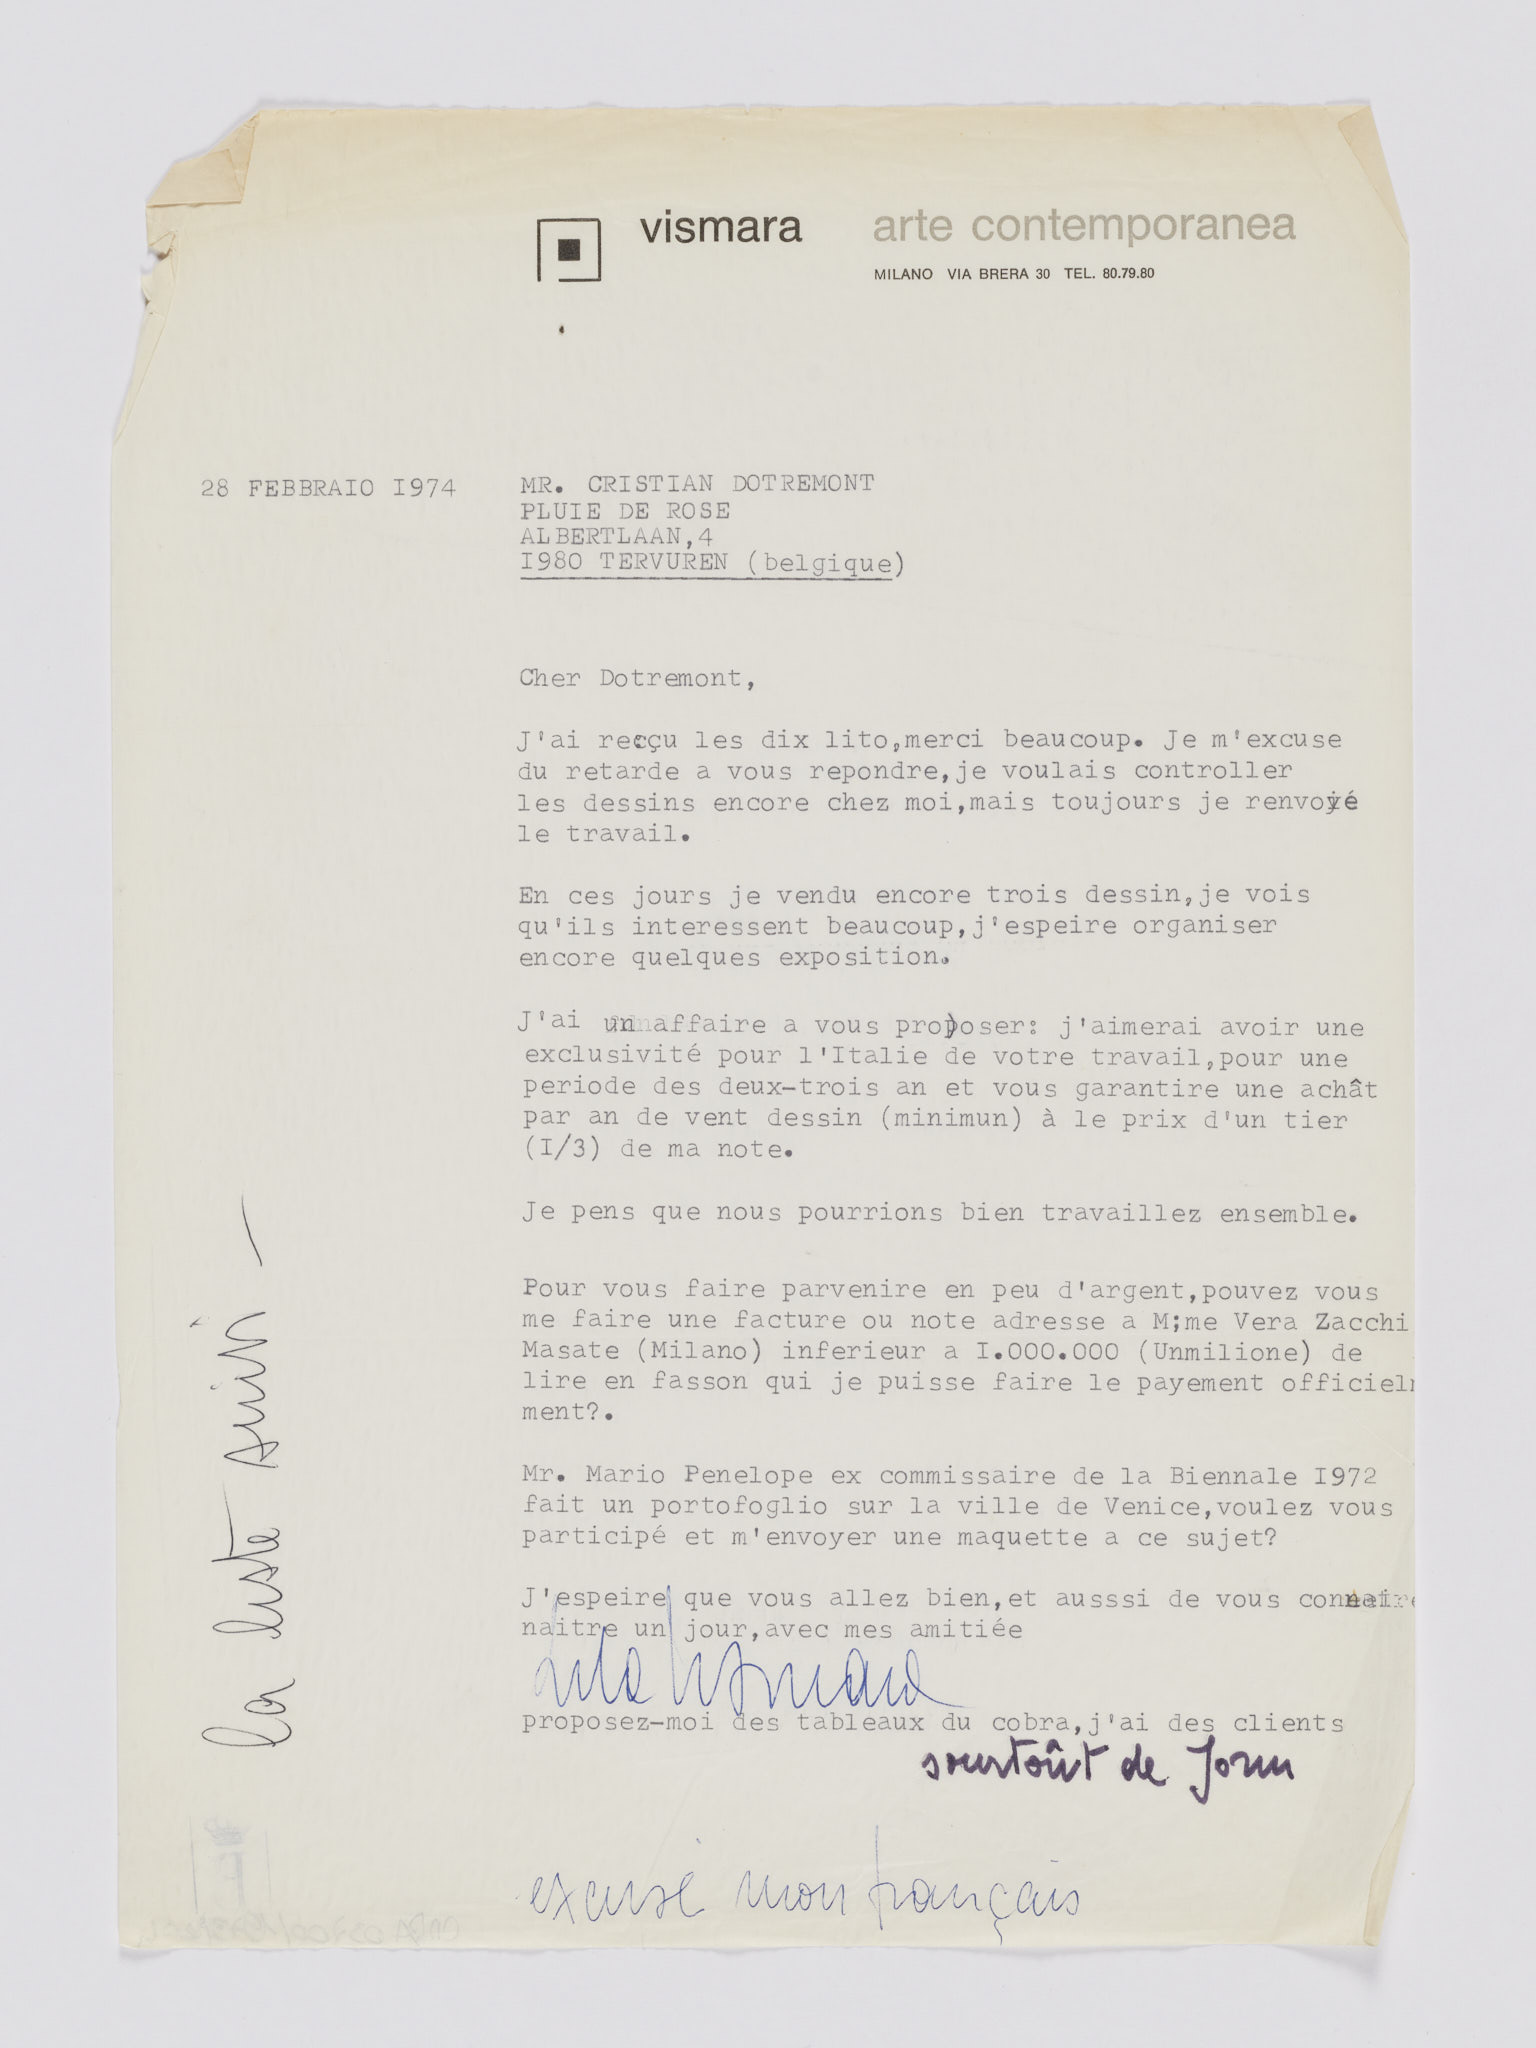 vismara arte contemporanea
MILANO VIA BRERA 30 TEL. 80.79.80
28 FEBBRAIO I974
MR. CRISTIAN DOTREMONT
PLUIE DE ROSE
ALBERTLAAN,4
I980 TERVUREN (belgique)
Cher Dotremont,
J'ai recçu les dix lito,merci beaucoup. Je m'excuse
du retarde a vous repondre,je voulais controller
les dessins encore chez moi,mais toujours je renvoyé
le travail.
En ces jours je vendu encore trois dessin,je vois
qu'ils interessent beaucoup,j'espeire organiser
encore quelques exposition.
J'ai un affaire a vous proposer: j'aimerai avoir une
exclusivité pour l'Italie de votre travail,pour une
periode des deux-trois an et vous garantire une achât
par an de vent dessin (minimun) à le prix d'un tier
(I/3) de ma note.
Je pens que nous pourrions bien travaillez ensemble.
Pour vous faire parvenire en peu d'argent,pouvez vous
me faire une facture ou note adresse a M;me Vera Zacchi
Masate (Milano) inferieur a I.000.000 (Unmilione) de
lire en fasson qui je puisse faire le payement officiel
ment?.
Mr. Mario Penelope ex commissaire de la Biennale I972
fait un portofoglio sur la ville de Venice,voulez vous
participé et m'envoyer une maquette a ce sujet?
J'espeire que vous allez bien,et ausssi de vous con
naitre un jour,avec mes amitiée
proposez-moi des tableaux du cobra,j'ai des clients
sourtoût de Jorn
excusé mon français
la liste suit -